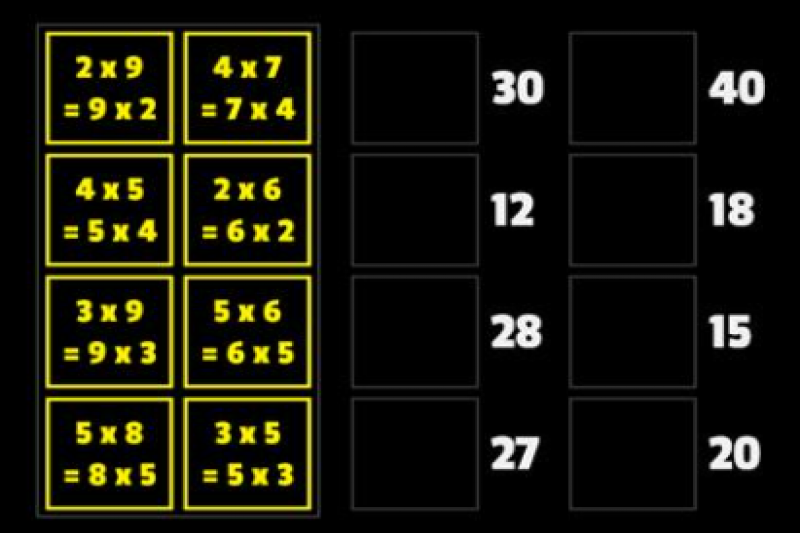 2 x 9
= 9 x 2
4 x 7
= 7 x 4
30
40
4 x 5
= 5 x 4
2 x 6
= 6 x 2
12
18
3 x 9
= 9 x 3
5 x 6
= 6 x 5
28
15
5 x 8
= 8 x 5
3 x 5
= 5 x 3
27
20